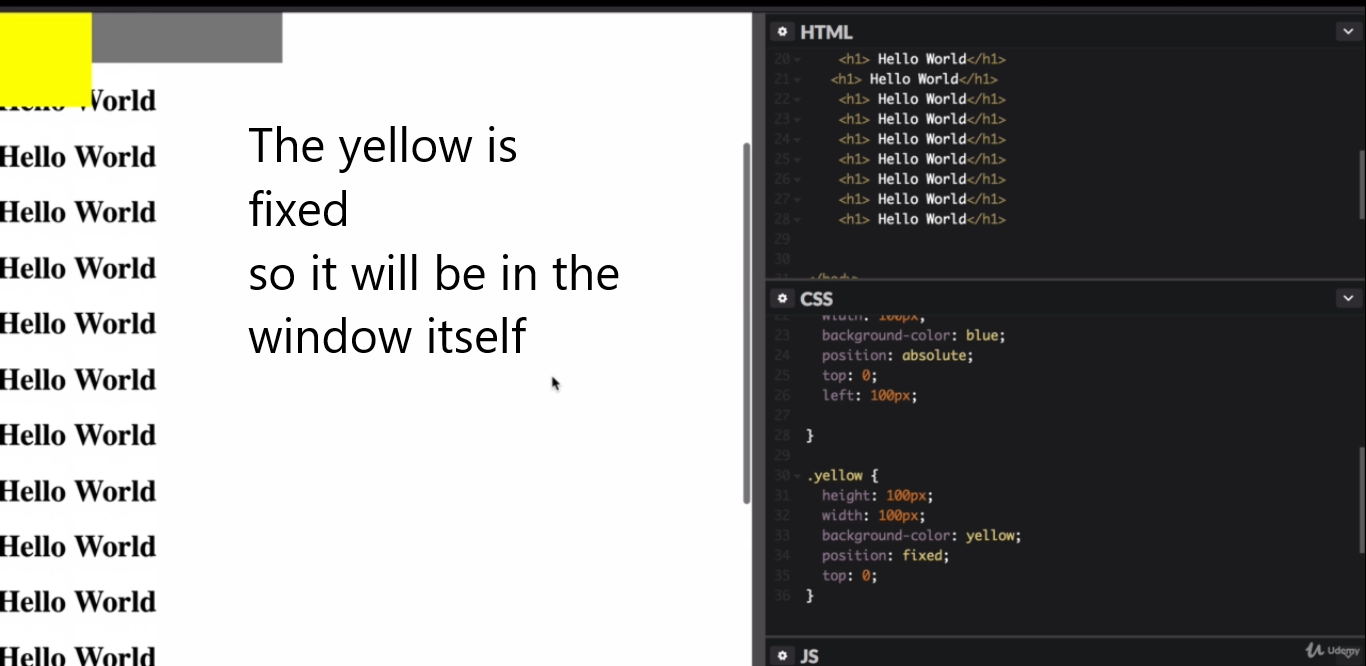 Hello World
Hello World
Hello World
Hello World
Hello World
Hello World
Hello World
Hello World
Hello World
Hello World
Hello World
The yellow is
fixed
so it will be in the
window itself
HTML
20 <h1> Hello World</h1>
21 <h1> Hello World</h1>
22 <h1> Hello World</h1>
23 <h1> Hello World</h1>
24 <h1> Hello World</h1>
25 <h1> Hello World</h1>
26 <h1> Hello World</h1>
27 <h1> Hello World</h1>
28 <h1> Hello World</h1>
29
30
31 </body>
CSS
22 width: 100px;
23 background-color: blue;
24 position: absolute;
25 top: 0;
26 left: 100px;
27
28 }
29
30 .yellow {
31 height: 100px;
32 width: 100px;
33 background-color: yellow;
34 position: fixed;
35 top: 0;
36 }
JS
Udemy